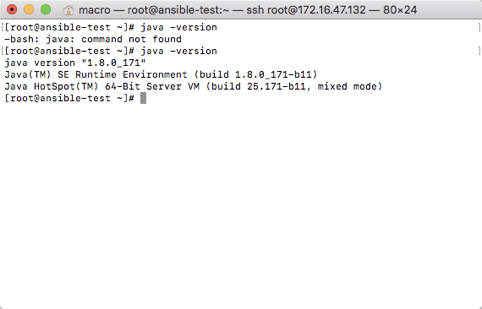 macro — root@ansible-test:~ — ssh root@172.16.47.132 — 80×24
[root@ansible-test ~]# java -version
-bash: java: command not found
[root@ansible-test ~]# java -version
java version "1.8.0_171"
Java(TM) SE Runtime Environment (build 1.8.0_171-b11)
Java HotSpot(TM) 64-Bit Server VM (build 25.171-b11, mixed mode)
[root@ansible-test ~]#